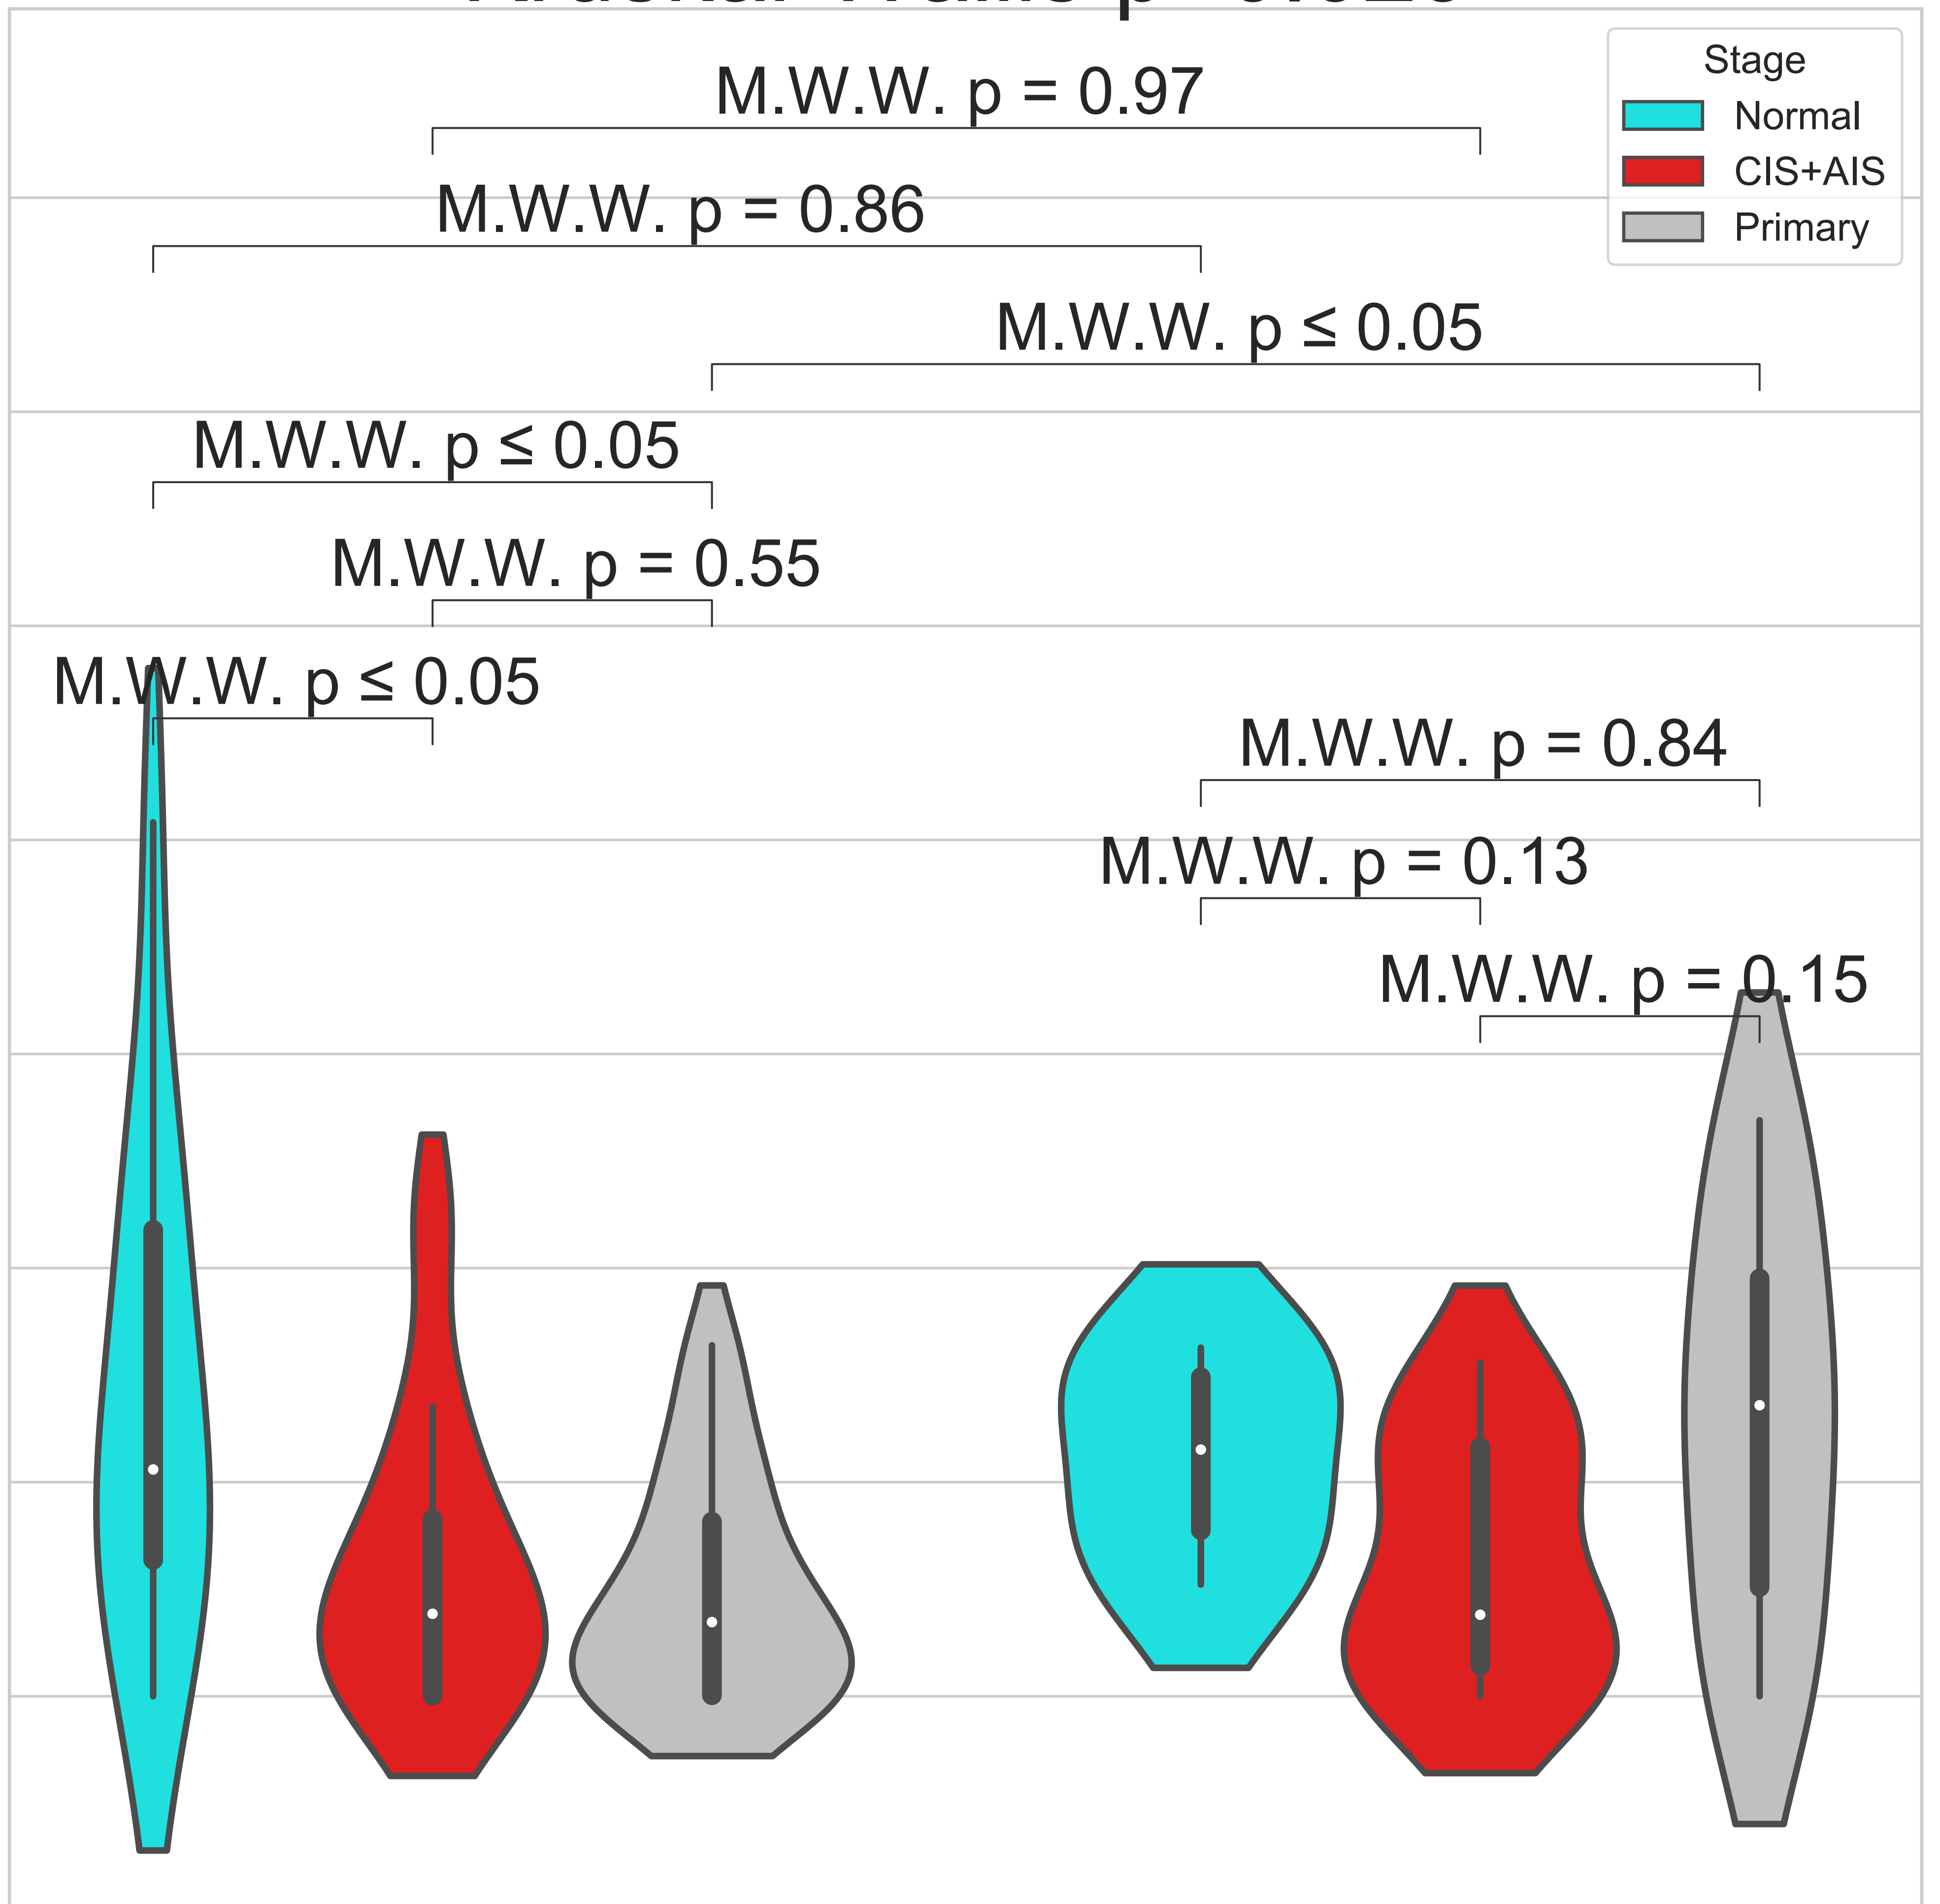 Stage
Normal
CIS+AIS
Primary
M.W.W. p = 0.97
M.W.W. p = 0.86
M.W.W. p ≤ 0.05
M.W.W. p ≤ 0.05
M.W.W. p = 0.55
M.W.W. p ≤ 0.05
M.W.W. p = 0.84
M.W.W. p = 0.13
M.W.W. p = 0.15